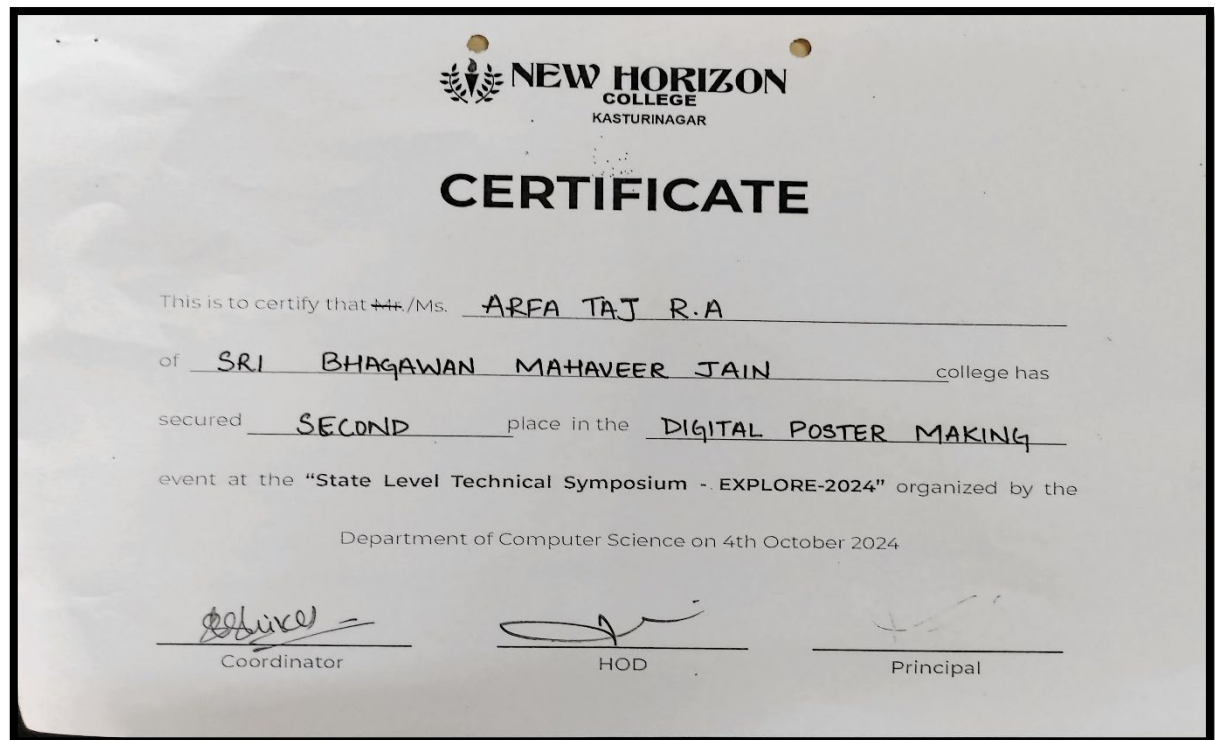 NEW HORIZON
COLLEGE
KASTURINAGAR
CERTIFICATE
This is to certify that Mr./Ms. ARFA TAJ R.A
of SRI BHAGAWAN MAHAVEER JAIN college has
secured SECOND place in the DIGITAL POSTER MAKING
event at the “State Level Technical Symposium - EXPLORE-2024” organized by the
Department of Computer Science on 4th October 2024
Coordinator HOD Principal